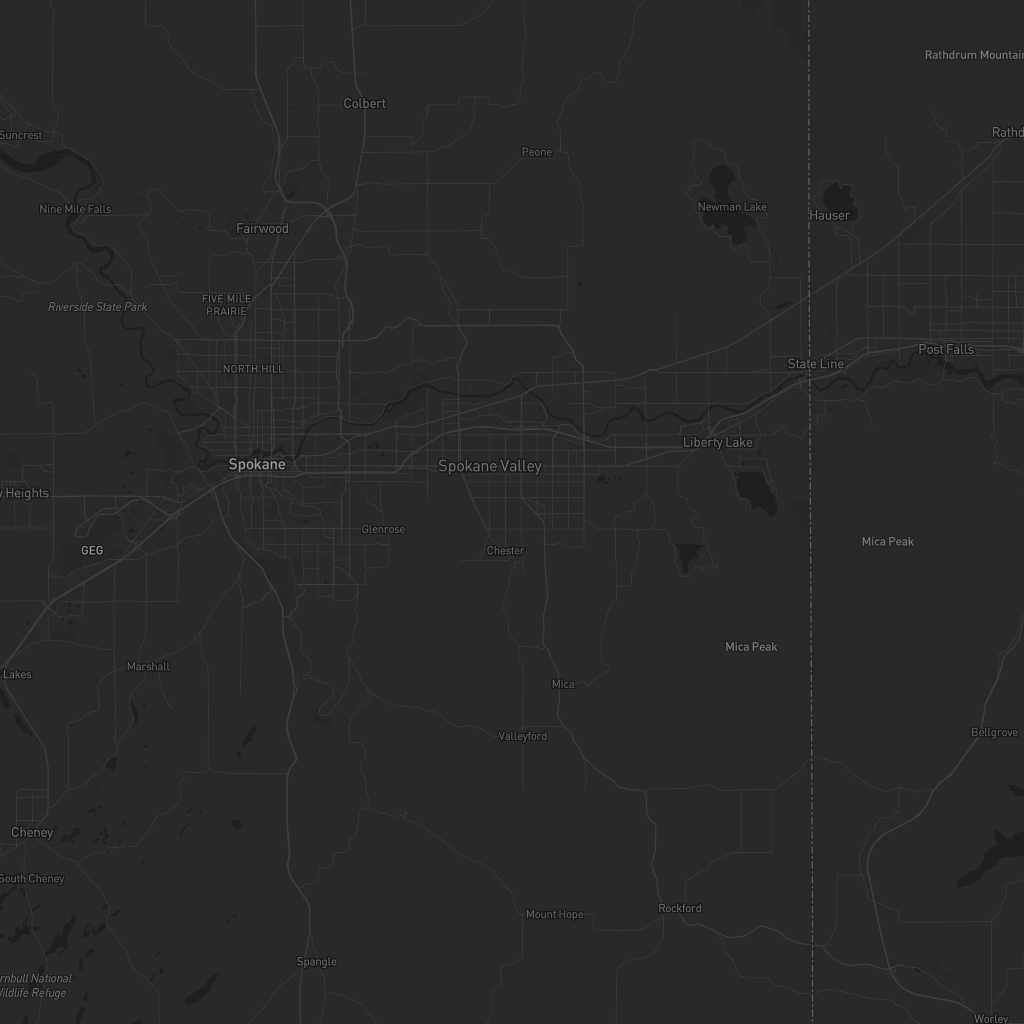 Rathdrum Mountain
Colbert
Rathd
Suncrest
Peone
Newman Lake
Nine Mile Falls
Hauser
Fairwood
FIVE MILE
PRAIRIE
Riverside State Park
Post Falls
State Line
NORTH HILL
Liberty Lake
Spokane
Spokane Valley
y Heights
Glenrose
Mica Peak
GEG
Chester
Mica Peak
Marshall
Lakes
Mica
Bellgrove
Valleyford
Cheney
South Cheney
Rockford
Mount Hope
Spangle
rnbull National
Wildlife Refuge
Worley